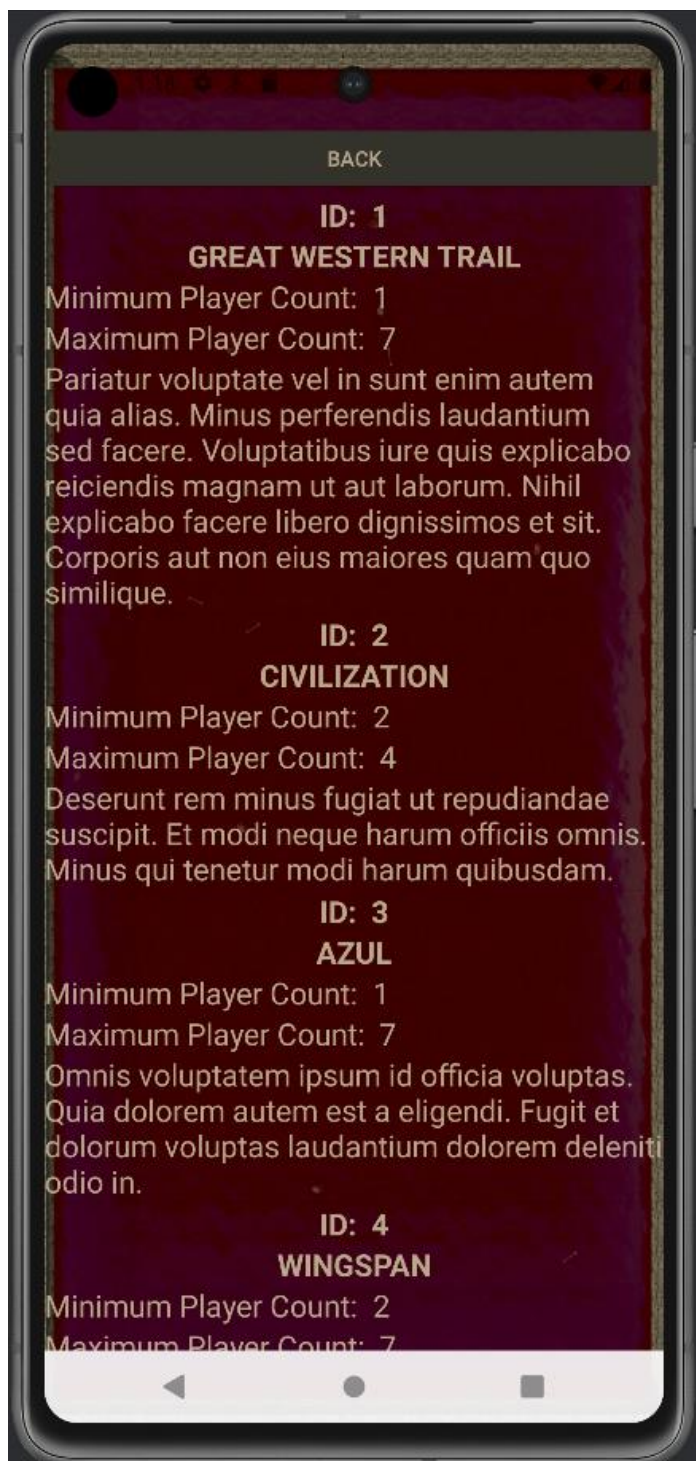 BACK
ID: 1
GREAT WESTERN TRAIL
Minimum Player Count: 1
Maximum Player Count: 7
Pariatur voluptate vel in sunt enim autem
quia alias. Minus perferendis laudantium
sed facere. Voluptatibus iure quis explicabo
reiciendis magnam ut aut laborum. Nihil
explicabo facere libero dignissimos et sit.
Corporis aut non eius maiores quam quo
similique.
ID: 2
CIVILIZATION
Minimum Player Count: 2
Maximum Player Count: 4
Deserunt rem minus fugiat ut repudiandae
suscipit. Et modi neque harum officiis omnis.
Minus qui tenetur modi harum quibusdam.
ID: 3
AZUL
Minimum Player Count: 1
Maximum Player Count: 7
Omnis voluptatem ipsum id officia voluptas.
Quia dolorem autem est a eligendi. Fugit et
dolorum voluptas laudantium dolorem deleniti
odio in.
ID: 4
WINGSPAN
Minimum Player Count: 2
Maximum Player Count: 7